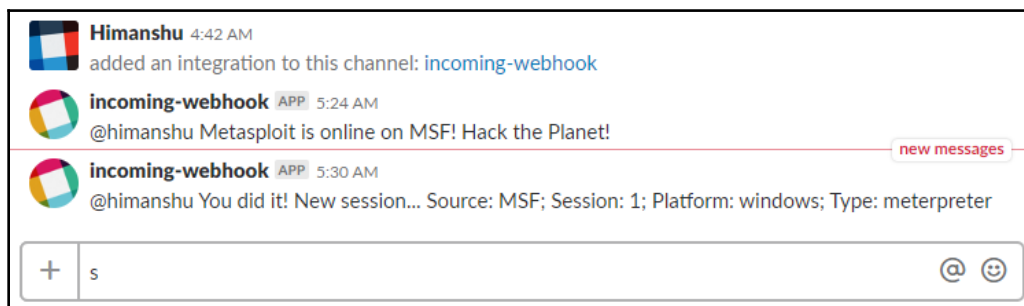 Himanshu 4:42 AM
added an integration to this channel: incoming-webhook
incoming-webhook APP 5:24 AM
@himanshu Metasploit is online on MSF! Hack the Planet!
new messages
incoming-webhook APP 5:30 AM
@himanshu You did it! New session... Source: MSF; Session: 1; Platform: windows; Type: meterpreter
+ s @